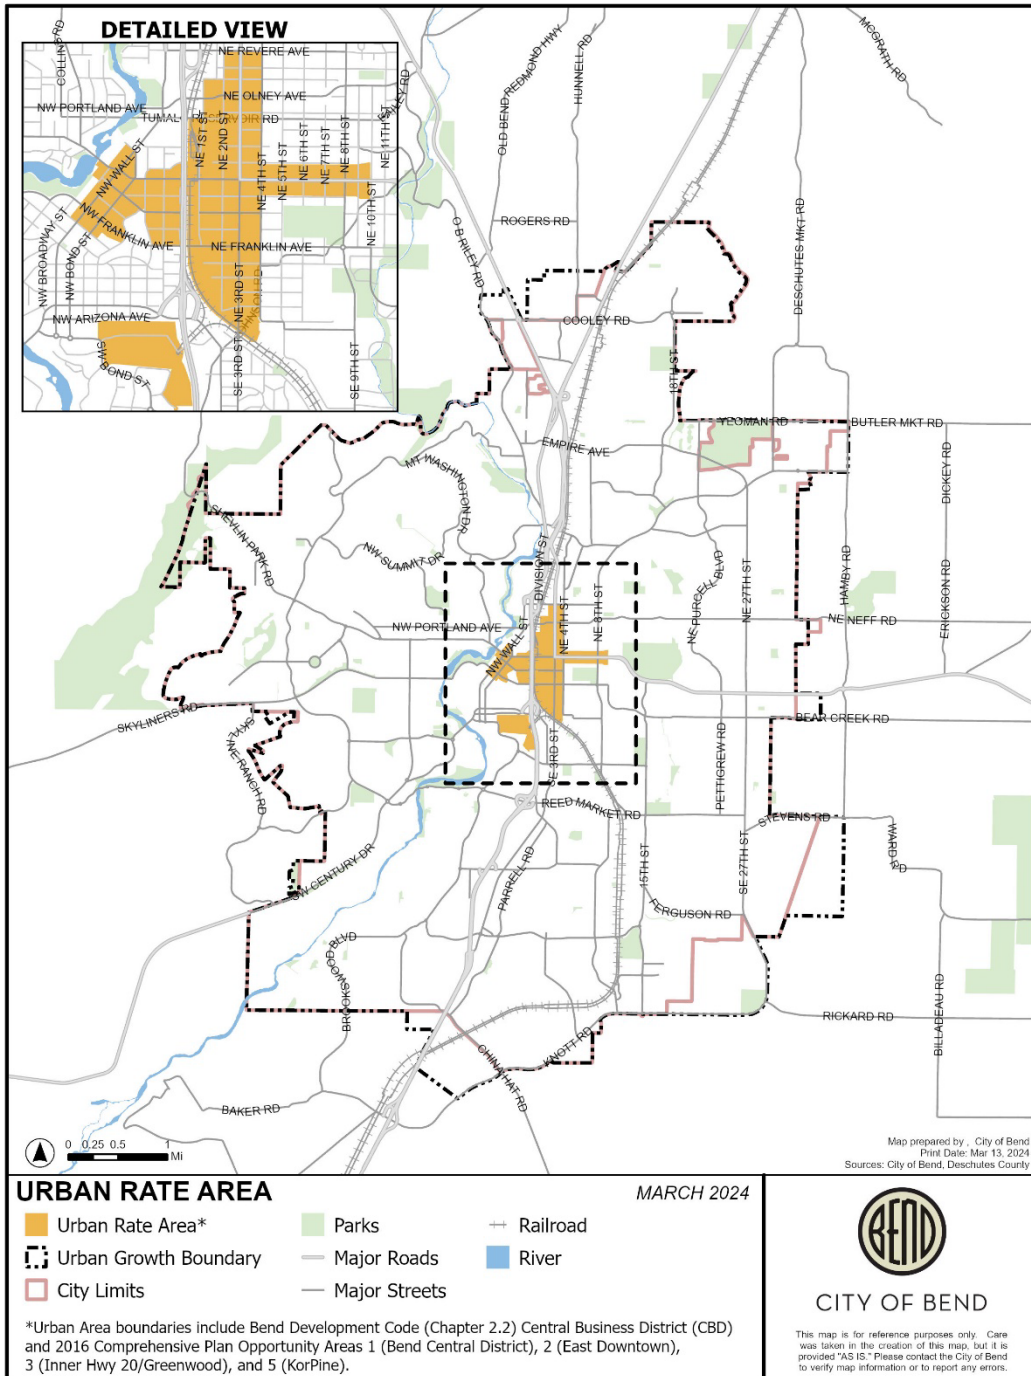 DETAILED VIEW
COLLINS RD
NE REVERE AVE
NW PORTLAND AVE
NE OLNEY AVE
NE 1ST ST
NE 2ND ST
NE 4TH ST
NE 5TH ST
NE 6TH ST
NE 7TH ST
NE 8TH ST
NE 10TH ST
NE 11TH ST
NW WALL ST
NW FRANKLIN AVE
NE FRANKLIN AVE
NW BROADWAY ST
NW BOND ST
NE 3RD ST
NW ARIZONA AVE
SW BOND ST
SE 3RD ST
SE 9TH ST
OLD BEND REDMOND HWY
HUNNELL RD
MCGRATH RD
ROGERS RD
O B RILEY RD
DESCHUTES MKT RD
COOLEY RD
18TH ST
YEOMAN RD
BUTLER MKT RD
EMPIRE AVE
MT WASHINGTON DR
DICKEY RD
SHEVLIN PARK RD
NW SUMMIT DR
DIVISION ST
NE PURCELL BLVD
NE 27TH ST
HAMBY RD
ERICKSON RD
NW PORTLAND AVE
NW WALL ST
NE 4TH ST
NE 8TH ST
NE NEFF RD
SKYLINERS RD
SKYLINE RANCH RD
BEAR CREEK RD
SE 3RD ST
PETTIGREW RD
REED MARKET RD
STEVENS RD
WARD RD
SW CENTURY DR
PARRELL RD
15TH ST
SE 27TH ST
FERGUSON RD
BROOKSWOOD BLVD
RICKARD RD
BILLADEAU RD
KNOTT RD
CHINA HAT RD
BAKER RD
0 0.25 0.5 1
Mi
Map prepared by , City of Bend
Print Date: Mar 13, 2024
Sources: City of Bend, Deschutes County
URBAN RATE AREA
MARCH 2024
Urban Rate Area*
Parks
Railroad
Urban Growth Boundary
Major Roads
River
City Limits
Major Streets
*Urban Area boundaries include Bend Development Code (Chapter 2.2) Central Business District (CBD)
and 2016 Comprehensive Plan Opportunity Areas 1 (Bend Central District), 2 (East Downtown),
3 (Inner Hwy 20/Greenwood), and 5 (KorPine).
BEND
CITY OF BEND
This map is for reference purposes only. Care
was taken in the creation of this map, but it is
provided "AS IS." Please contact the City of Bend
to verify map information or to report any errors.